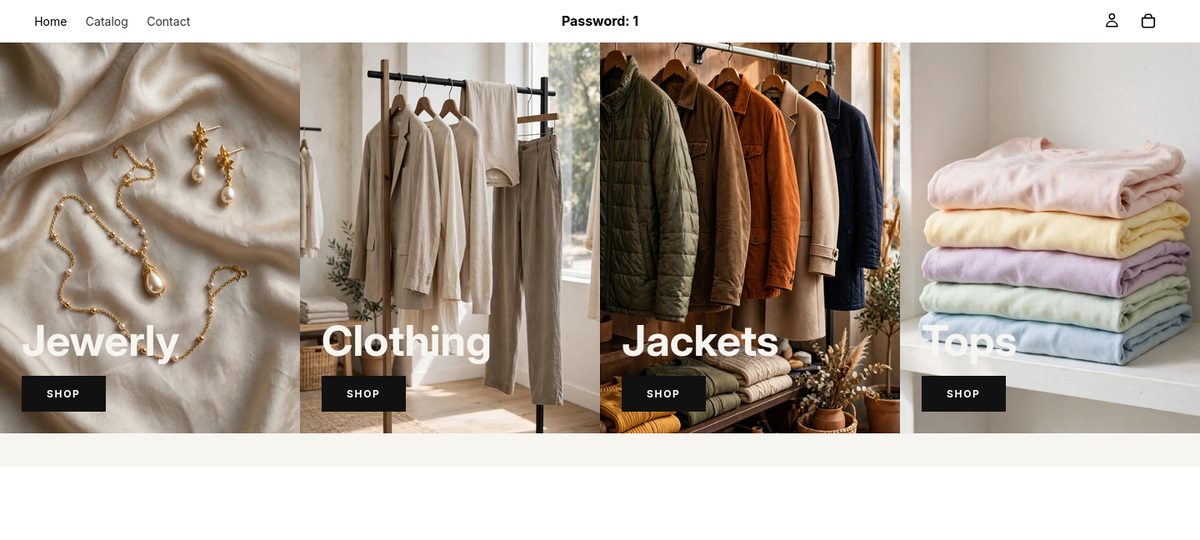 Home Catalog Contact
Password: 1
Jewerly
SHOP
Clothing
SHOP
Jackets
SHOP
Tops
SHOP